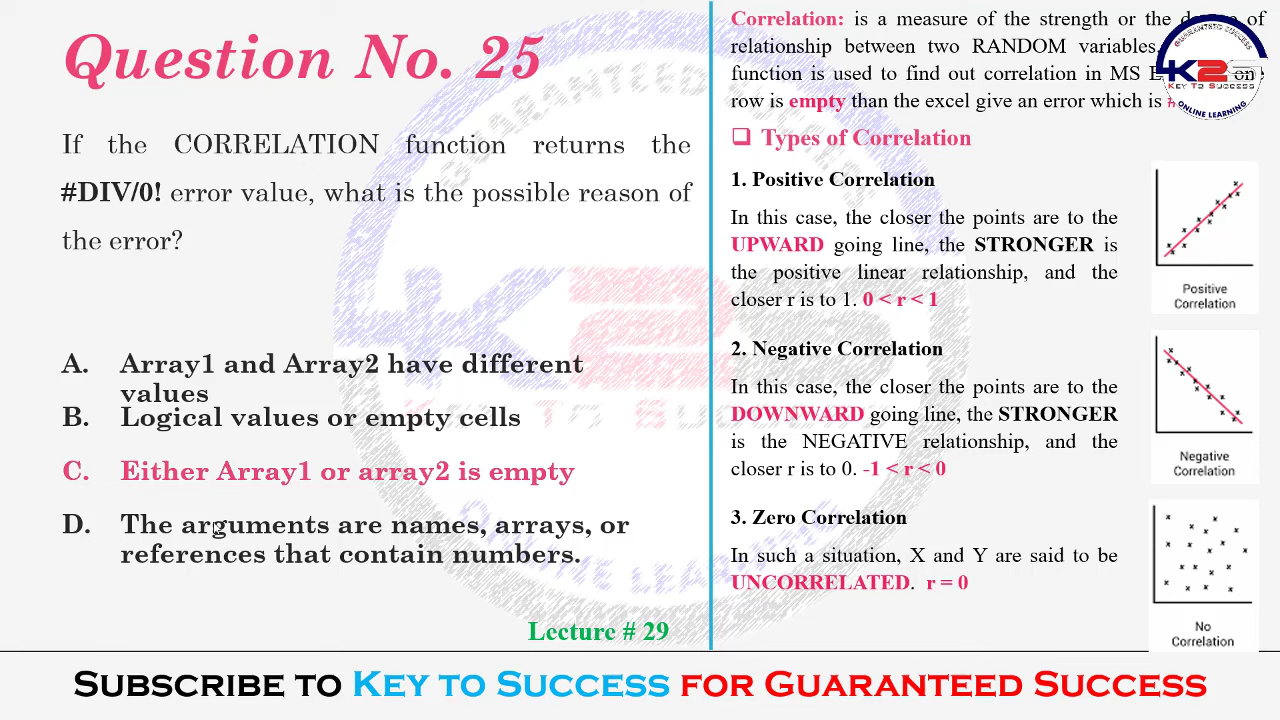 Question No. 25
If the CORRELATION function returns the
#DIV/0! error value, what is the possible reason of
the error?
A. Array1 and Array2 have different
values
B. Logical values or empty cells
C. Either Array1 or array2 is empty
D. The arguments are names, arrays, or
references that contain numbers.
Lecture # 29
Correlation: is a measure of the strength or the of
relationship between two RANDOM variables.
function is used to find out correlation in MS
row is empty than the excel give an error which is
GUARANTEED SUCCESS
K2S
KEY TO SUCCESS
ONLINE LEARNING
❑ Types of Correlation
1. Positive Correlation
In this case, the closer the points are to the
UPWARD going line, the STRONGER is
the positive linear relationship, and the
closer r is to 1. 0 < r < 1
Positive
Correlation
2. Negative Correlation
In this case, the closer the points are to the
DOWNWARD going line, the STRONGER
is the NEGATIVE relationship, and the
closer r is to 0. -1 < r < 0
Negative
Correlation
3. Zero Correlation
In such a situation, X and Y are said to be
UNCORRELATED. r = 0
No
Correlation
SUBSCRIBE TO KEY TO SUCCESS FOR GUARANTEED SUCCESS